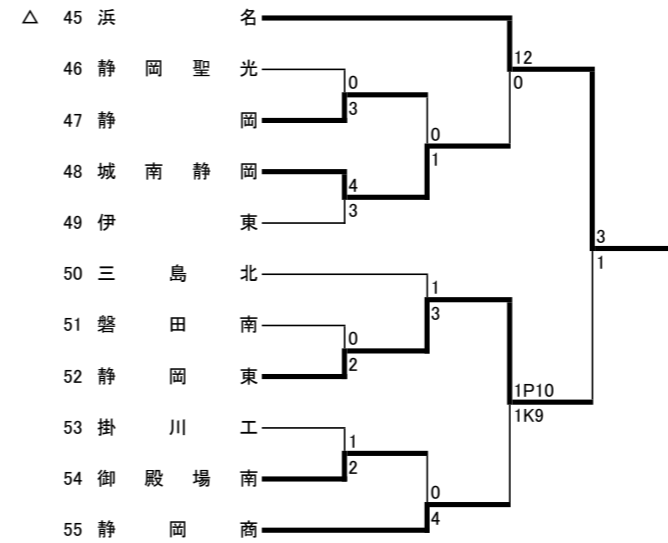 △ 45 浜 名
12
46 静 岡 聖 光
0
0
47 静 岡
3
0
48 城 南 静 岡
1
4
49 伊 東
3
3
1
50 三 島 北
1
51 磐 田 南
3
0
52 静 岡 東
2
1P10
53 掛 川 工
1K9
1
54 御 殿 場 南
2
0
55 静 岡 商
4